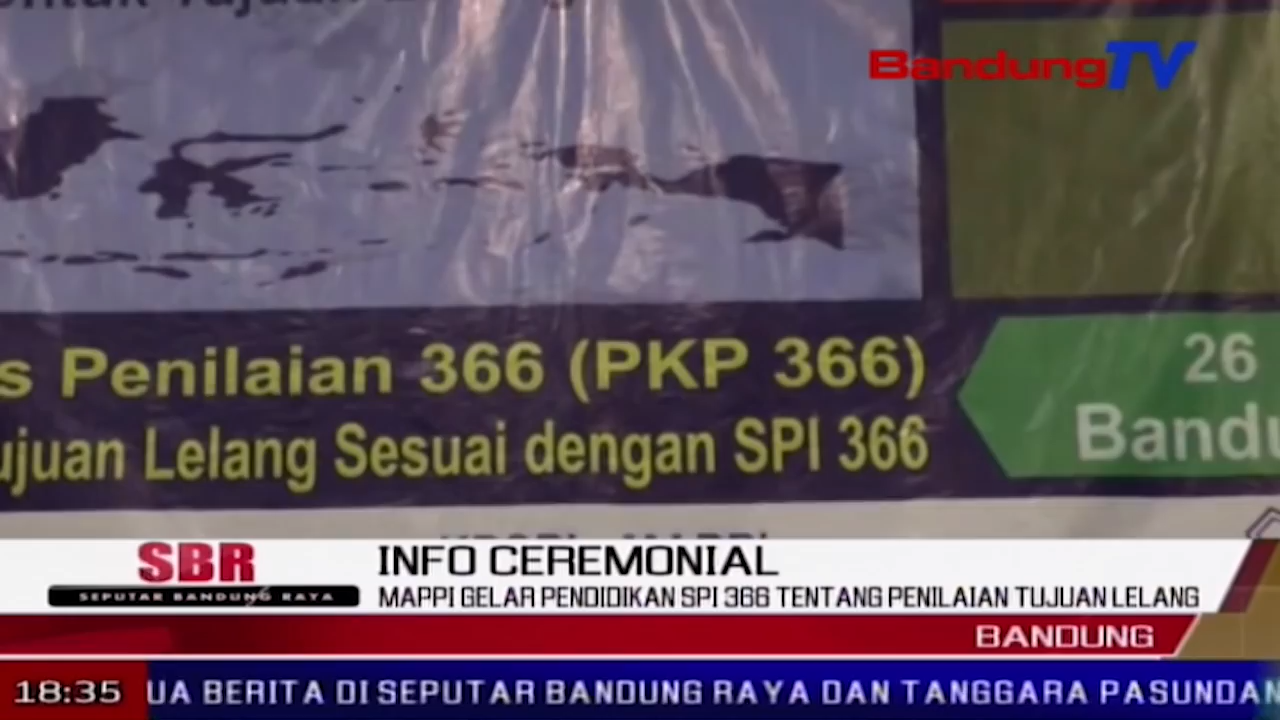 BandungTV
s Penilaian 366 (PKP 366)
26
ujuan Lelang Sesuai dengan SPI 366
Bandu
SBR
SEPUTAR BANDUNG RAYA
INFO CEREMONIAL
MAPPI GELAR PENDIDIKAN SPI 366 TENTANG PENILAIAN TUJUAN LELANG
BANDUNG
18:35
UA BERITA DI SEPUTAR BANDUNG RAYA DAN TANGGARA PASUNDAN